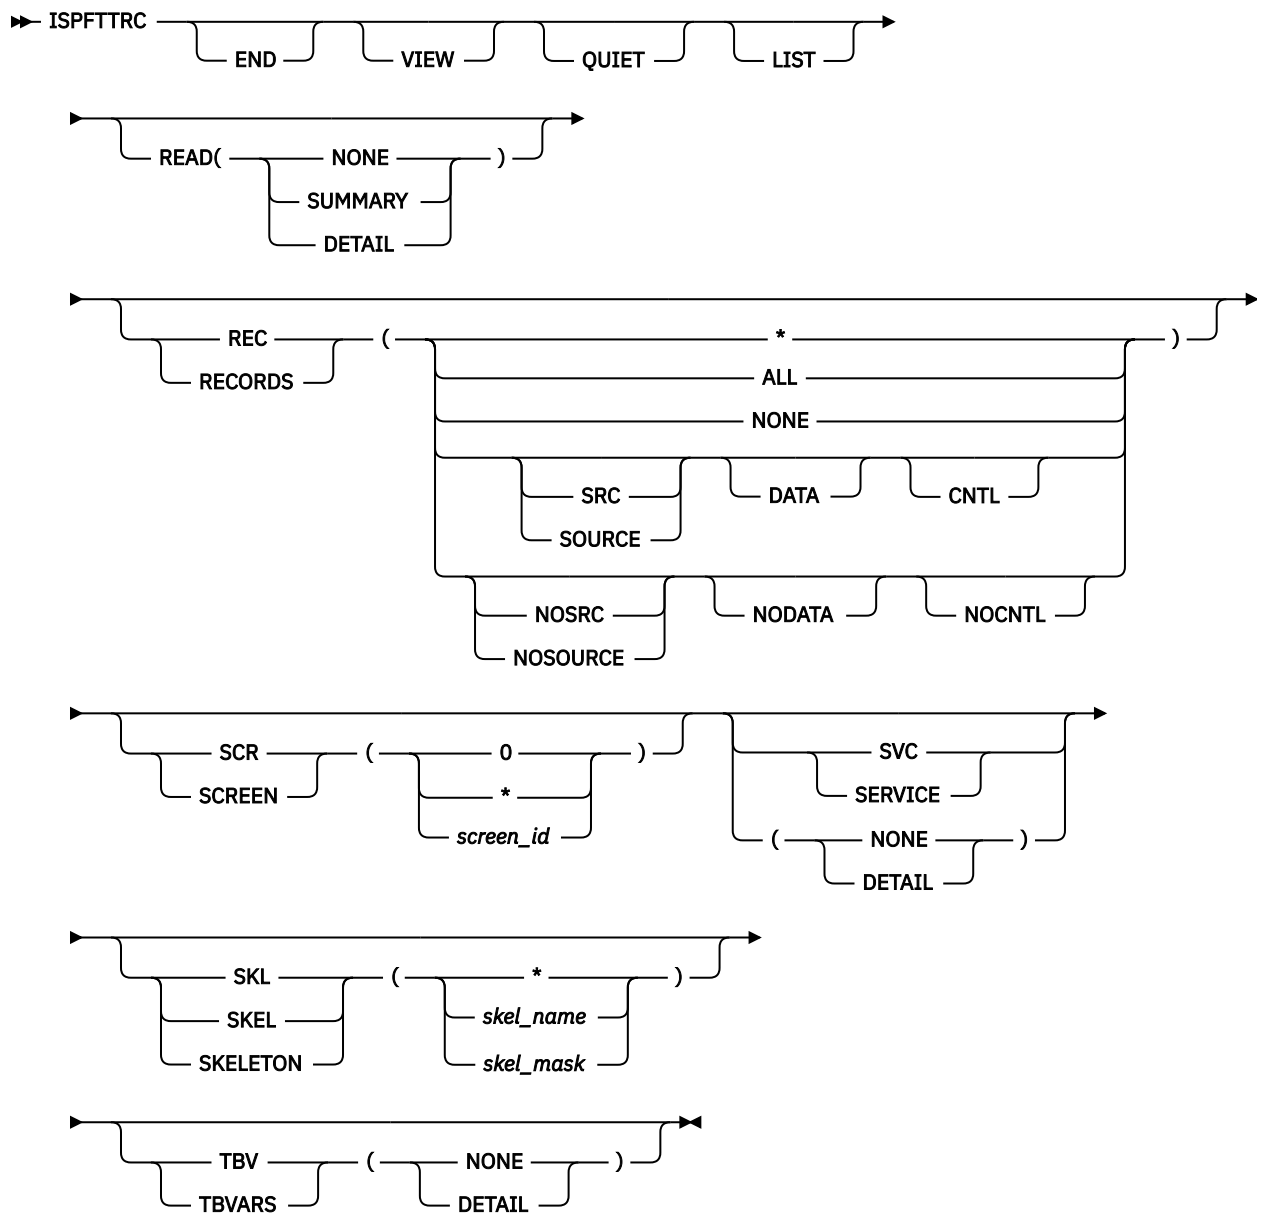 ISPFTTRC
END VIEW QUIET LIST
READ( NONE )
SUMMARY
DETAIL
REC ( * )
RECORDS ALL
NONE
SRC DATA CNTL
SOURCE
NOSRC NODATA NOCNTL
NOSOURCE
SCR ( 0 ) SVC
SCREEN * SERVICE
screen_id ( NONE )
DETAIL
SKL ( * )
SKEL skel_name
SKELETON skel_mask
TBV ( NONE )
TBVARS DETAIL